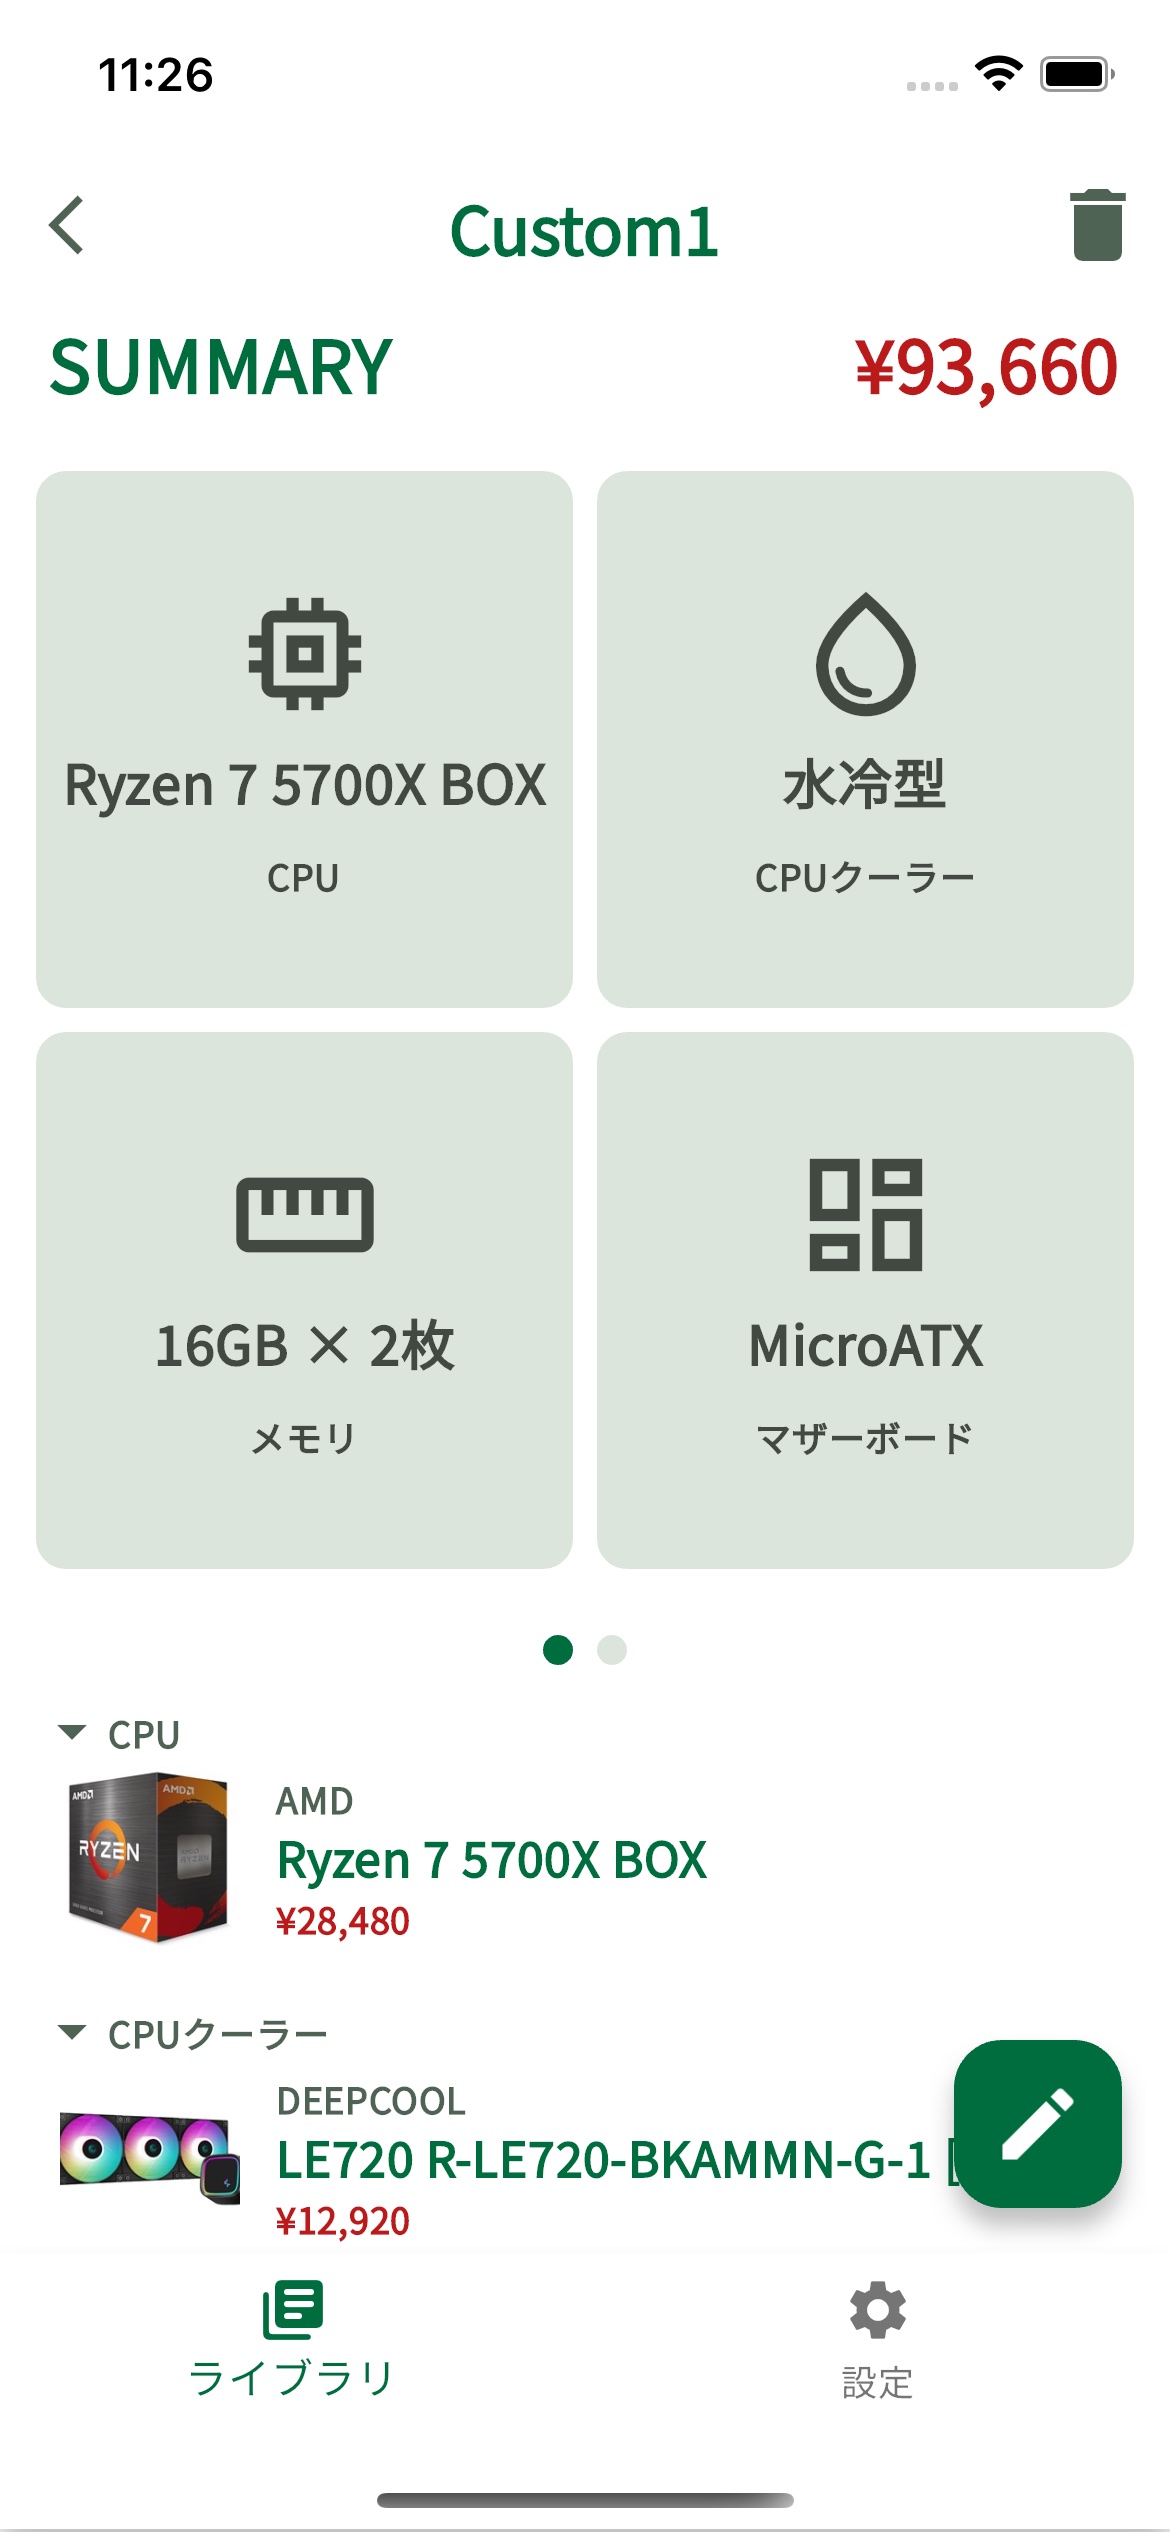 11:26
Custom1
SUMMARY
¥93,660
Ryzen 7 5700X BOX
CPU
水冷型
CPUクーラー
16GB × 2枚
メモリ
MicroATX
マザーボード
CPU
AMD
AMD
RYZEN
7
AMD
Ryzen 7 5700X BOX
¥28,480
CPUクーラー
DEEPCOOL
LE720 R-LE720-BKAMMN-G-1 [
¥12,920
ライブラリ
設定